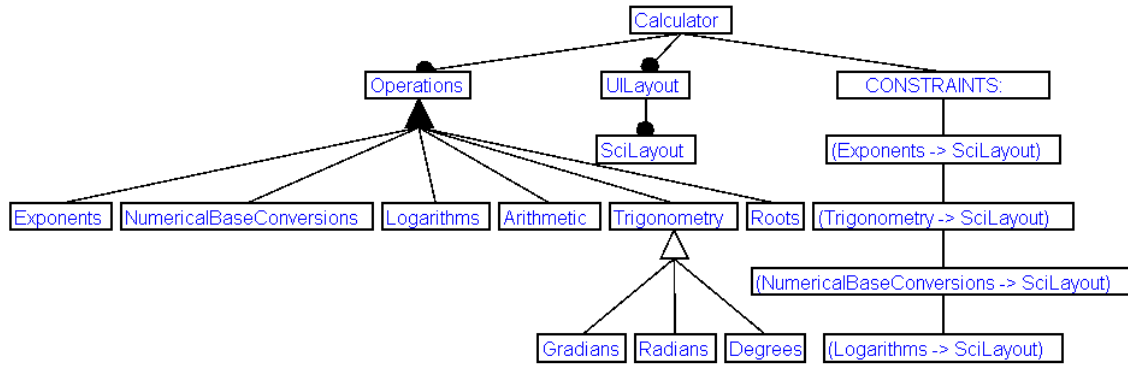 Calculator
Operations
UILayout
CONSTRAINTS:
SciLayout
(Exponents -> SciLayout)
Exponents
NumericalBaseConversions
Logarithms
Arithmetic
Trigonometry
Roots
(Trigonometry -> SciLayout)
(NumericalBaseConversions -> SciLayout)
Gradians
Radians
Degrees
(Logarithms -> SciLayout)